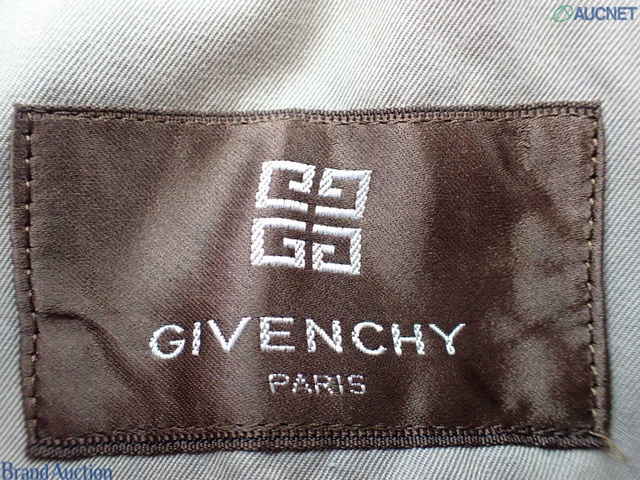 AUCNET
GIVENCHY
PARIS
Brand Auction